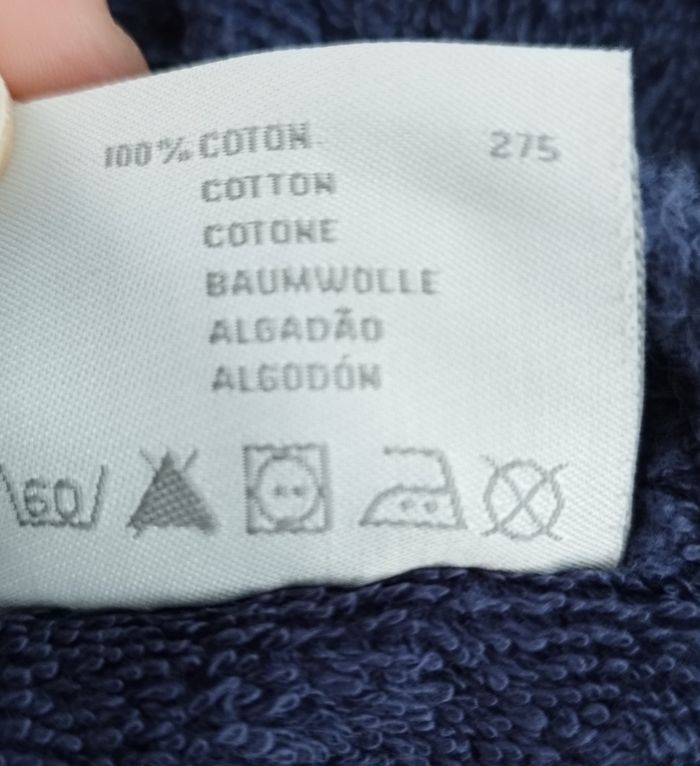 100% COTON 275
COTTON
COTONE
BAUMWOLLE
ALGADÃO
ALGODÓN
60